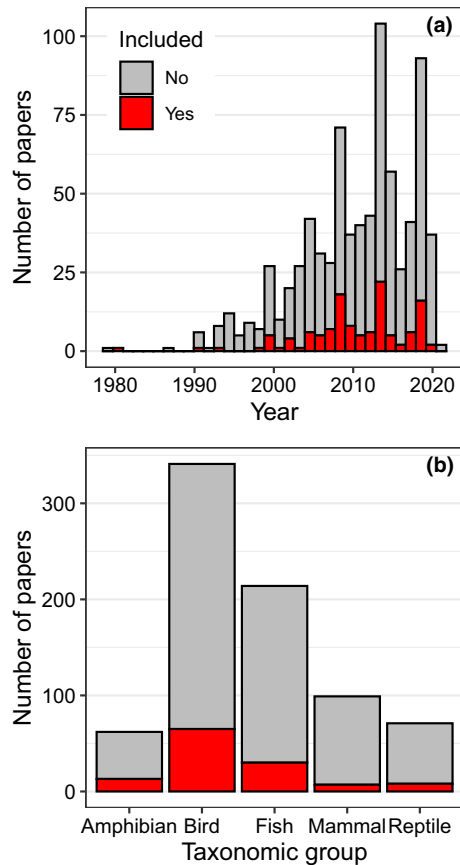 (a)
Included
No
Yes
Number of papers
100
75
50
25
0
1980 1990 2000 2010 2020
Year
(b)
Number of papers
300
200
100
0
Amphibian Bird Fish Mammal Reptile
Taxonomic group